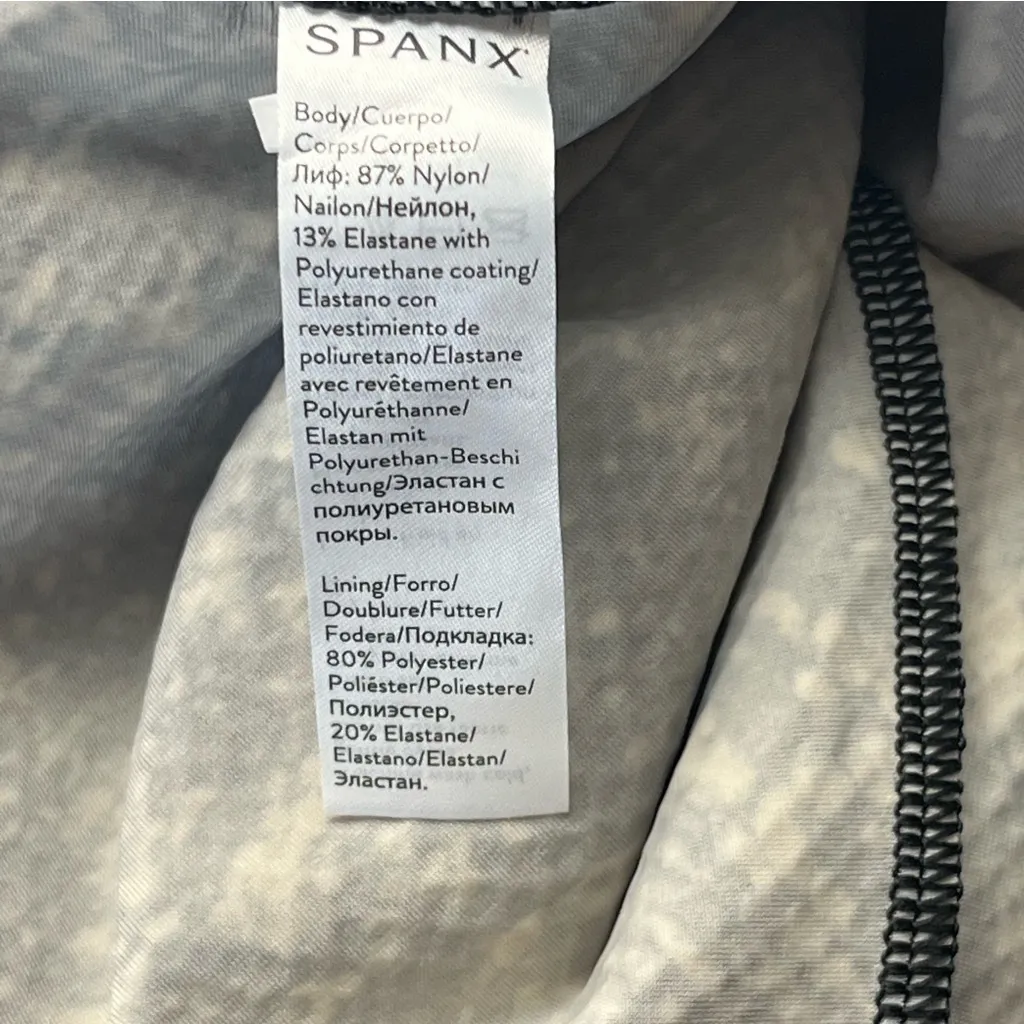 SPANX
Body/Cuerpo/
Corps/Corpetto/
Лиф: 87% Nylon/
Nailon/Нейлон,
13% Elastane with
Polyurethane coating/
Elastano con
revestimiento de
poliuretano/Elastane
avec revêtement en
Polyuréthanne/
Elastan mit
Polyurethan-Beschi
chtung/Эластан с
полиуретановым
покры.
Lining/Forro/
Doublure/Futter/
Fodera/Подкладка:
80% Polyester/
Poliéster/Poliestere/
Полиэстер,
20% Elastane/
Elastano/Elastan/
Эластан.